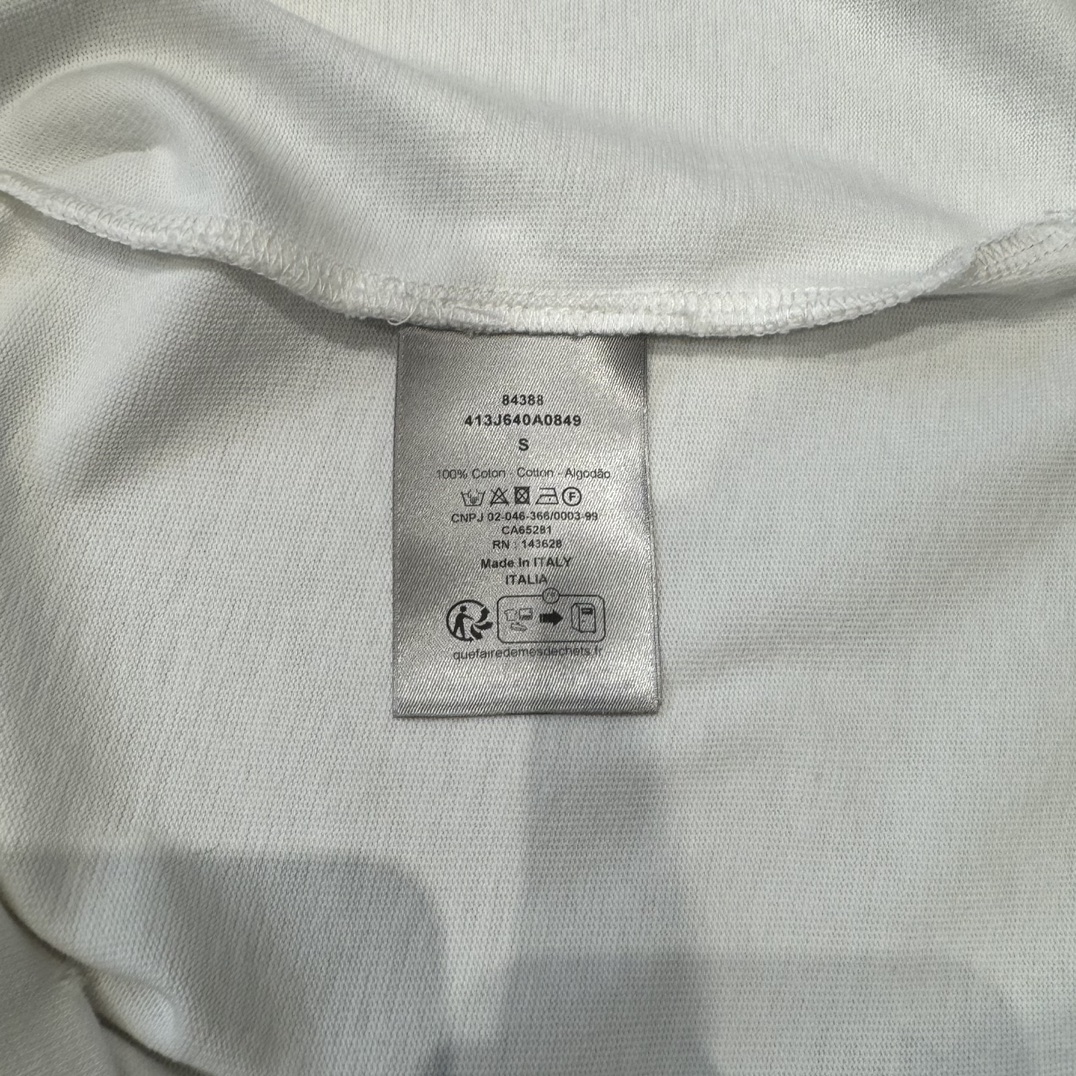 84388
413J640A0849
S
100% Coton - Cotton - Algodão
F
CNPJ 02-046-366/0003-99
CA65281
RN : 143628
Made In ITALY
ITALIA
quefairedemesdechets.fr